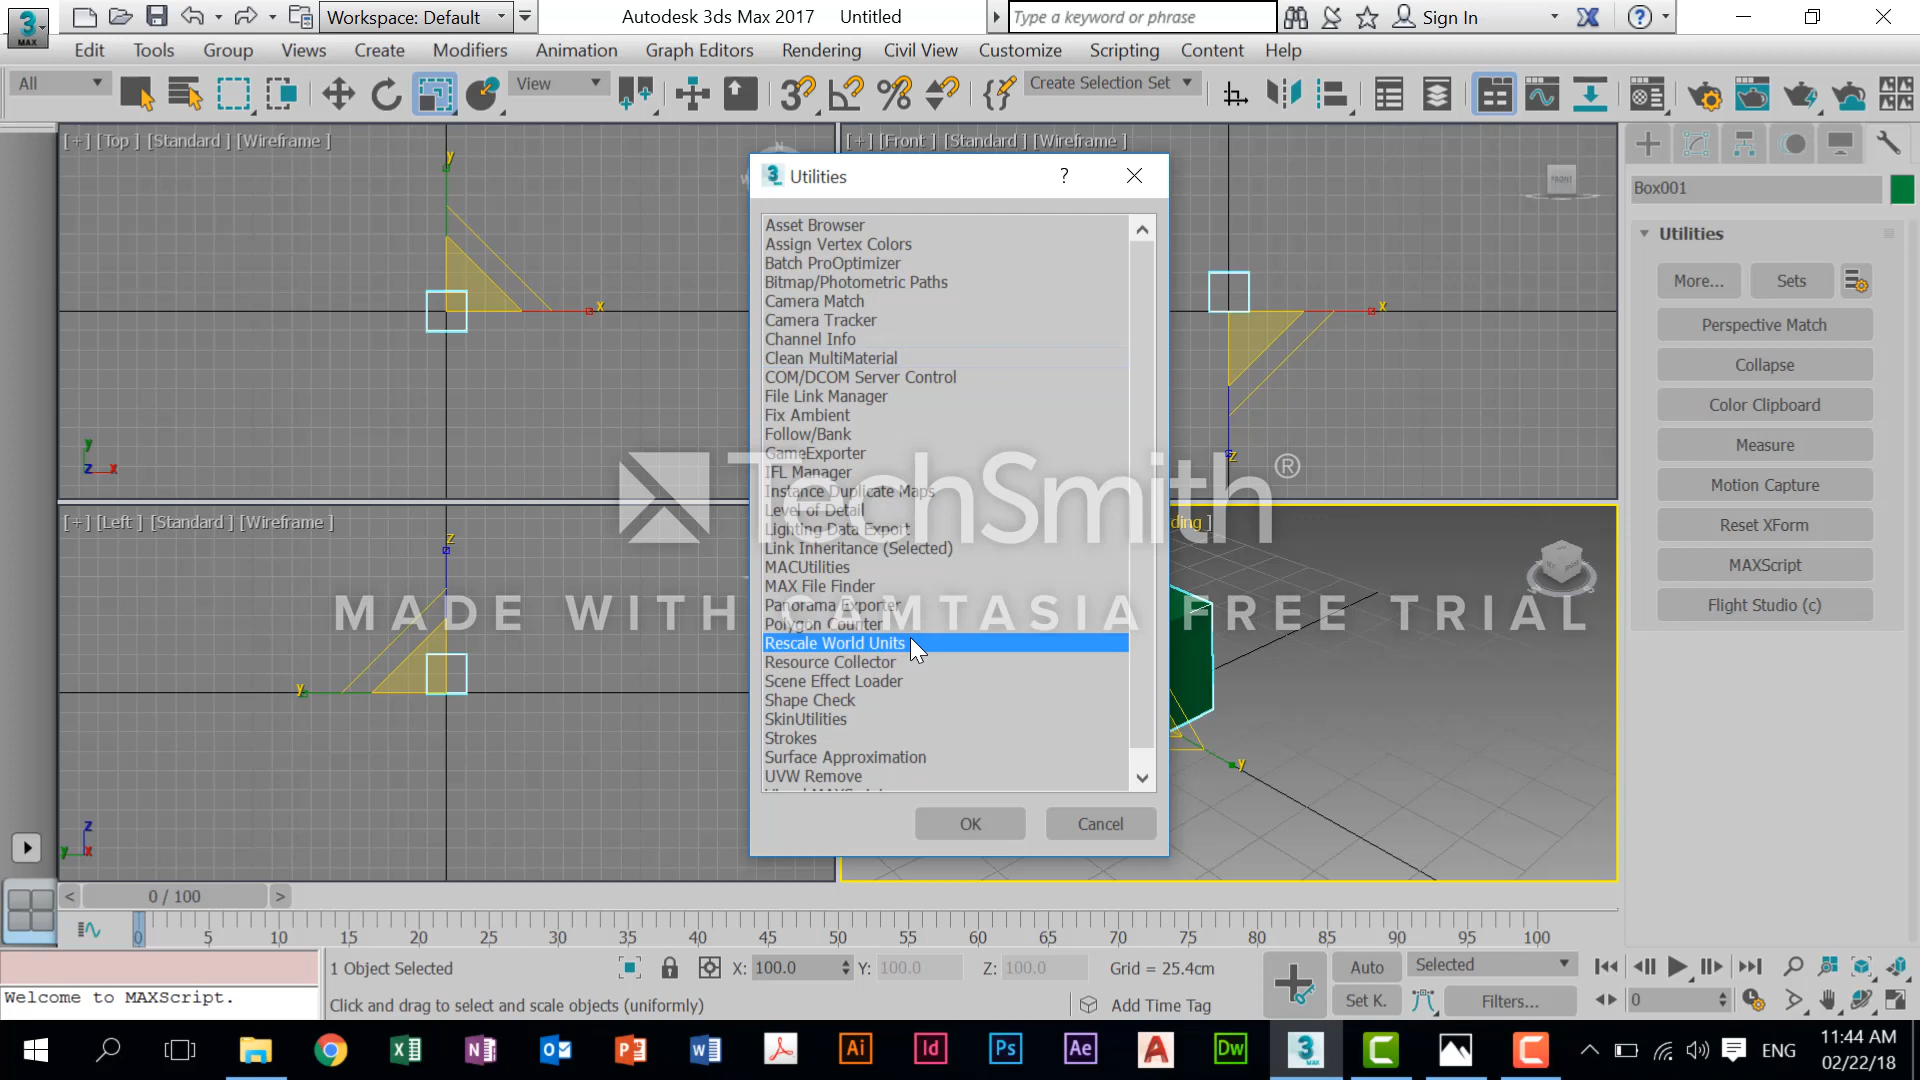 Workspace: Default
Autodesk 3ds Max 2017 Untitled
Type a keyword or phrase
Sign In
MAX
Edit Tools Group Views Create Modifiers Animation Graph Editors Rendering Civil View Customize Scripting Content Help
All
View
Create Selection Set
[+] [Top ] [Standard ] [Wireframe ]
[+] [Front ] [Standard ] [Wireframe ]
[+] [Left ] [Standard ] [Wireframe ]
ding ]
FRONT
Utilities
?
Asset Browser
Assign Vertex Colors
Batch ProOptimizer
Bitmap/Photometric Paths
Camera Match
Camera Tracker
Channel Info
Clean MultiMaterial
COM/DCOM Server Control
File Link Manager
Fix Ambient
Follow/Bank
GameExporter
IFL Manager
Instance Duplicate Maps
Level of Detail
Lighting Data Export
Link Inheritance (Selected)
MACUtilities
MAX File Finder
Panorama Exporter
Polygon Counter
Rescale World Units
Resource Collector
Scene Effect Loader
Shape Check
SkinUtilities
Strokes
Surface Approximation
UVW Remove
OK
Cancel
TechSmith®
MADE WITH CAMTASIA FREE TRIAL
Box001
Utilities
More...
Sets
Perspective Match
Collapse
Color Clipboard
Measure
Motion Capture
Reset XForm
MAXScript
Flight Studio (c)
< 0 / 100 >
0 5 10 15 20 25 30 35 40 45 50 55 60 65 70 75 80 85 90 95 100
1 Object Selected
X: 100.0 Y: 100.0 Z: 100.0
Grid = 25.4cm
Auto
Selected
Welcome to MAXScript.
Click and drag to select and scale objects (uniformly)
Add Time Tag
Set K.
Filters...
0
ENG
11:44 AM
02/22/18